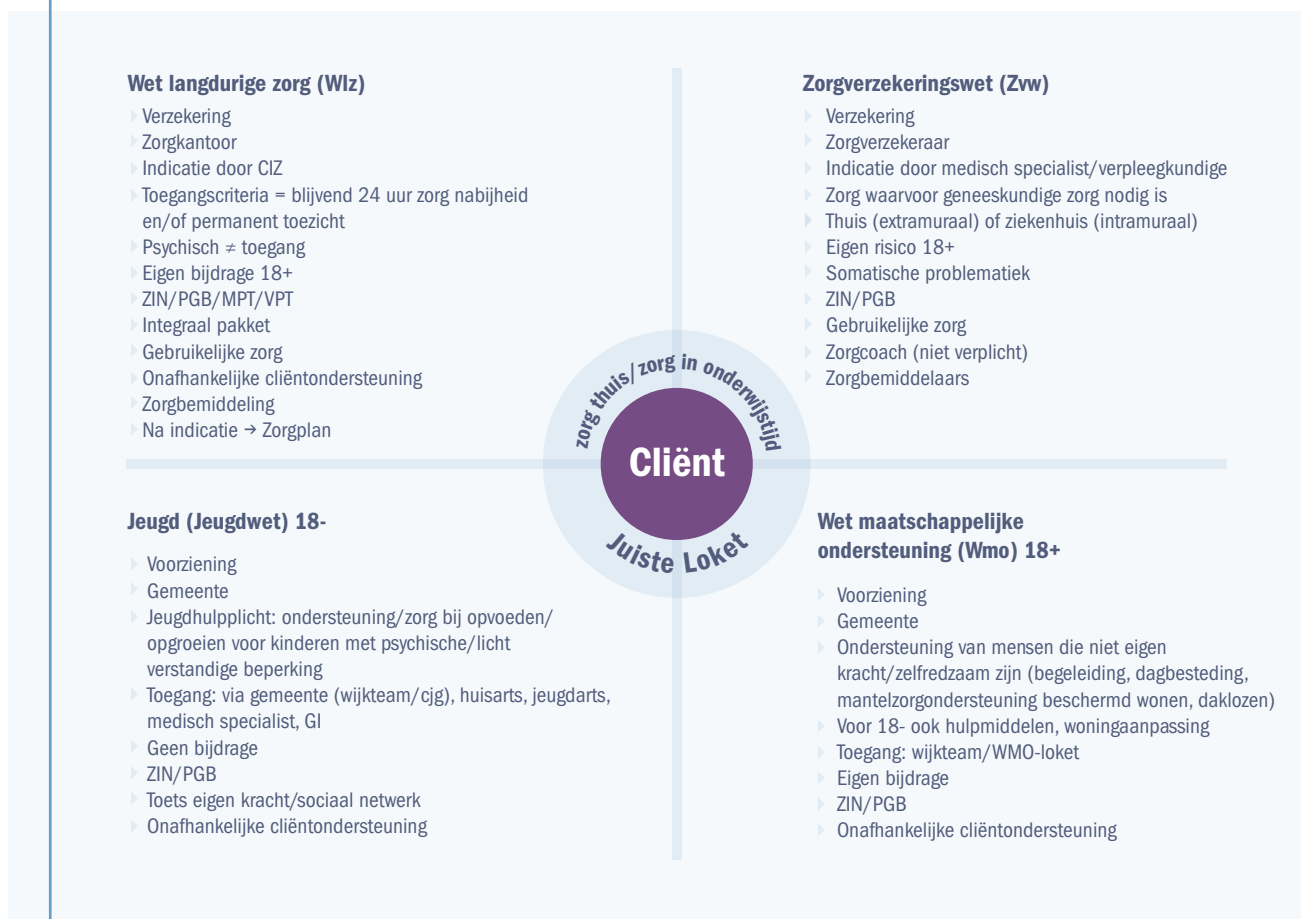 Wet langdurige zorg (Wlz)
Verzekering
Zorgkantoor
Indicatie door CIZ
Toegangscriteria = blijvend 24 uur zorg nabijheid
en/of permanent toezicht
Psychisch ≠ toegang
Eigen bijdrage 18+
ZIN/PGB/MPT/VPT
Integraal pakket
Gebruikelijke zorg
Onafhankelijke cliëntondersteuning
Zorgbemiddeling
Na indicatie → Zorgplan
Zorgverzekeringswet (Zvw)
Verzekering
Zorgverzekeraar
Indicatie door medisch specialist/verpleegkundige
Zorg waarvoor geneeskundige zorg nodig is
Thuis (extramuraal) of ziekenhuis (intramuraal)
Eigen risico 18+
Somatische problematiek
ZIN/PGB
Gebruikelijke zorg
Zorgcoach (niet verplicht)
Zorgbemiddelaars
zorg thuis/zorg in onderwijstijd
Cliënt
Juiste Loket
Jeugd (Jeugdwet) 18-
Voorziening
Gemeente
Jeugdhulpplicht: ondersteuning/zorg bij opvoeden/
opgroeien voor kinderen met psychische/licht
verstandige beperking
Toegang: via gemeente (wijkteam/cjg), huisarts, jeugdarts,
medisch specialist, GI
Geen bijdrage
ZIN/PGB
Toets eigen kracht/sociaal netwerk
Onafhankelijke cliëntondersteuning
Wet maatschappelijke
ondersteuning (Wmo) 18+
Voorziening
Gemeente
Ondersteuning van mensen die niet eigen
kracht/zelfredzaam zijn (begeleiding, dagbesteding,
mantelzorgondersteuning beschermd wonen, daklozen)
Voor 18- ook hulpmiddelen, woningaanpassing
Toegang: wijkteam/WMO-loket
Eigen bijdrage
ZIN/PGB
Onafhankelijke cliëntondersteuning